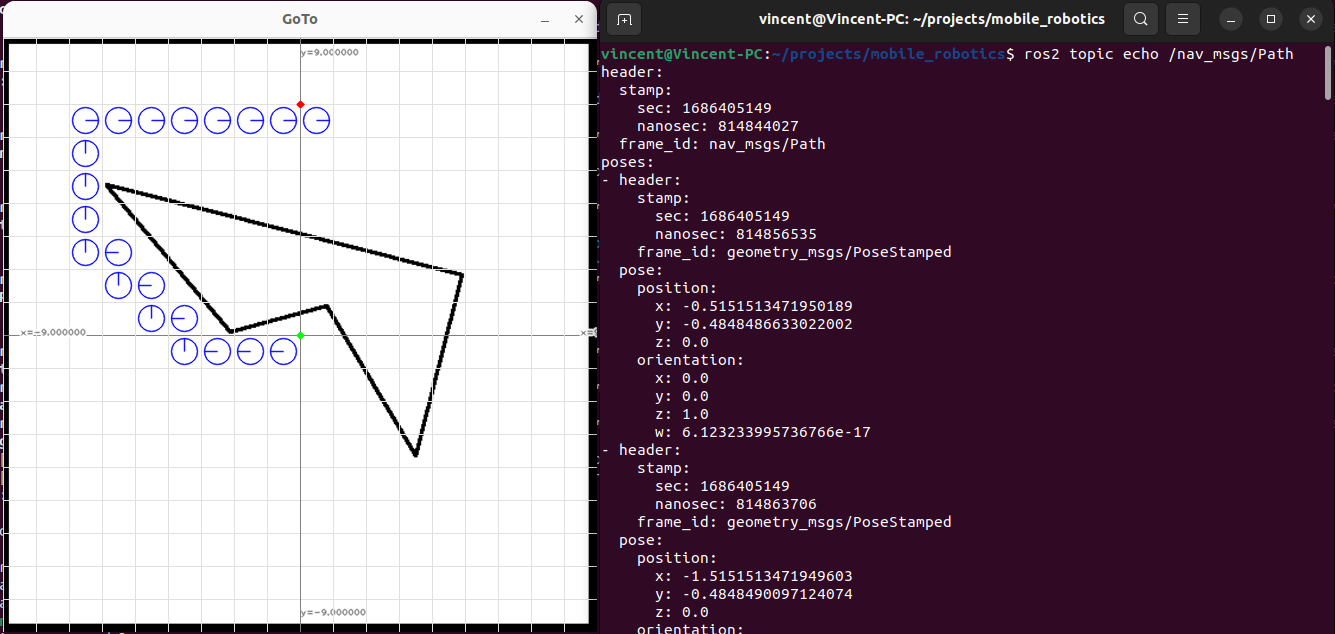 GoTo
y=9.000000
x=-9.000000
y=-9.000000
vincent@Vincent-PC: ~/projects/mobile_robotics
vincent@Vincent-PC:~/projects/mobile_robotics$ ros2 topic echo /nav_msgs/Path
header:
  stamp:
    sec: 1686405149
    nanosec: 814844027
  frame_id: nav_msgs/Path
poses:
- header:
    stamp:
      sec: 1686405149
      nanosec: 814856535
    frame_id: geometry_msgs/PoseStamped
  pose:
    position:
      x: -0.5151513471950189
      y: -0.4848486633022002
      z: 0.0
    orientation:
      x: 0.0
      y: 0.0
      z: 1.0
      w: 6.123233995736766e-17
- header:
    stamp:
      sec: 1686405149
      nanosec: 814863706
    frame_id: geometry_msgs/PoseStamped
  pose:
    position:
      x: -1.5151513471949603
      y: -0.4848490097124074
      z: 0.0
    orientation: